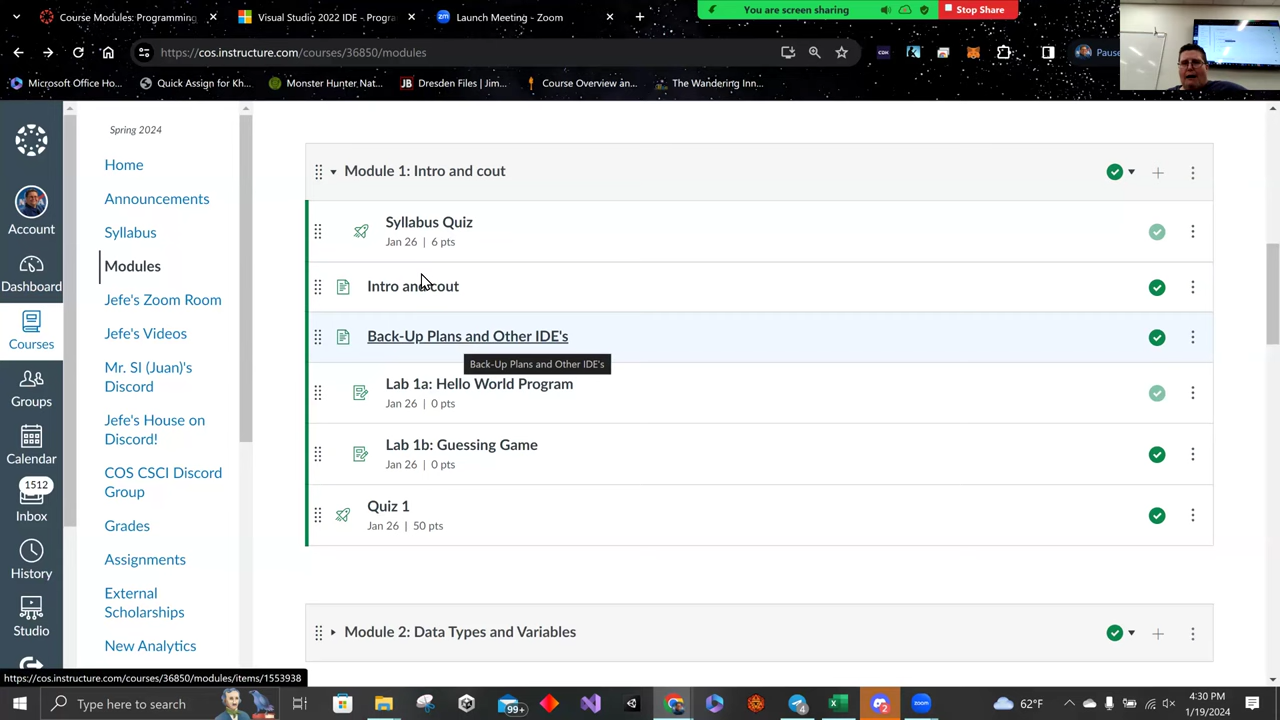 Course Modules: Programming
Visual Studio 2022 IDE - Progra
Launch Meeting - Zoom
You are screen sharing
Stop Share
https://cos.instructure.com/courses/36850/modules
Pause
Microsoft Office Ho...
Quick Assign for Kh...
Monster Hunter Nat...
Dresden Files
Course Overview an...
The Wandering Inn...
Account
Dashboard
Courses
Groups
Calendar
1512
Inbox
History
Studio
Spring 2024
Home
Announcements
Syllabus
Modules
Jefe's Zoom Room
Jefe's Videos
Mr. SI (Juan)'s
Discord
Jefe's House on
Discord!
COS CSCI Discord
Group
Grades
Assignments
External
Scholarships
New Analytics
Module 1: Intro and cout
Syllabus Quiz
Jan 26 | 6 pts
Intro and cout
Back-Up Plans and Other IDE's
Back-Up Plans and Other IDE's
Lab 1a: Hello World Program
Jan 26 | 0 pts
Lab 1b: Guessing Game
Jan 26 | 0 pts
Quiz 1
Jan 26 | 50 pts
Module 2: Data Types and Variables
https://cos.instructure.com/courses/36850/modules/items/1553938
Type here to search
99+
4
2
62°F
4:30 PM
1/19/2024